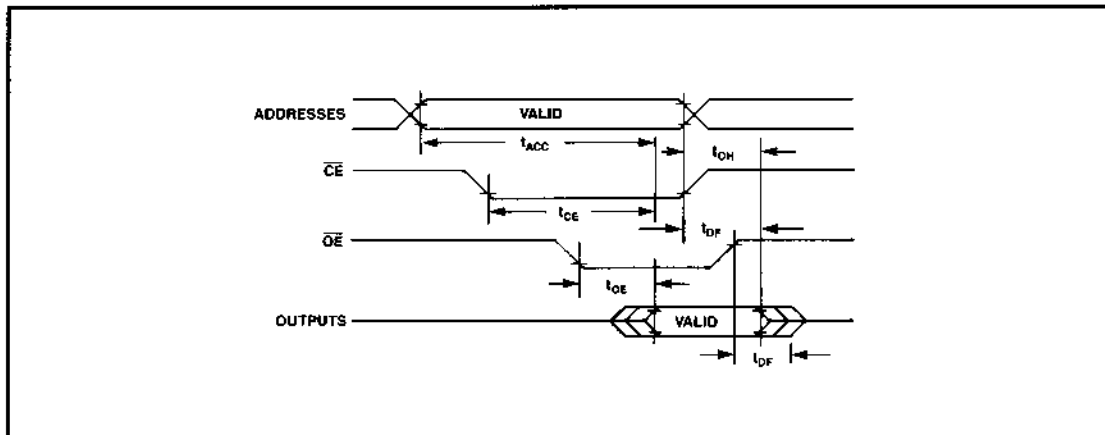 ADDRESSES
VALID
tACC
tOH
CE
tCE
tDF
OE
tOE
OUTPUTS
VALID
tDF